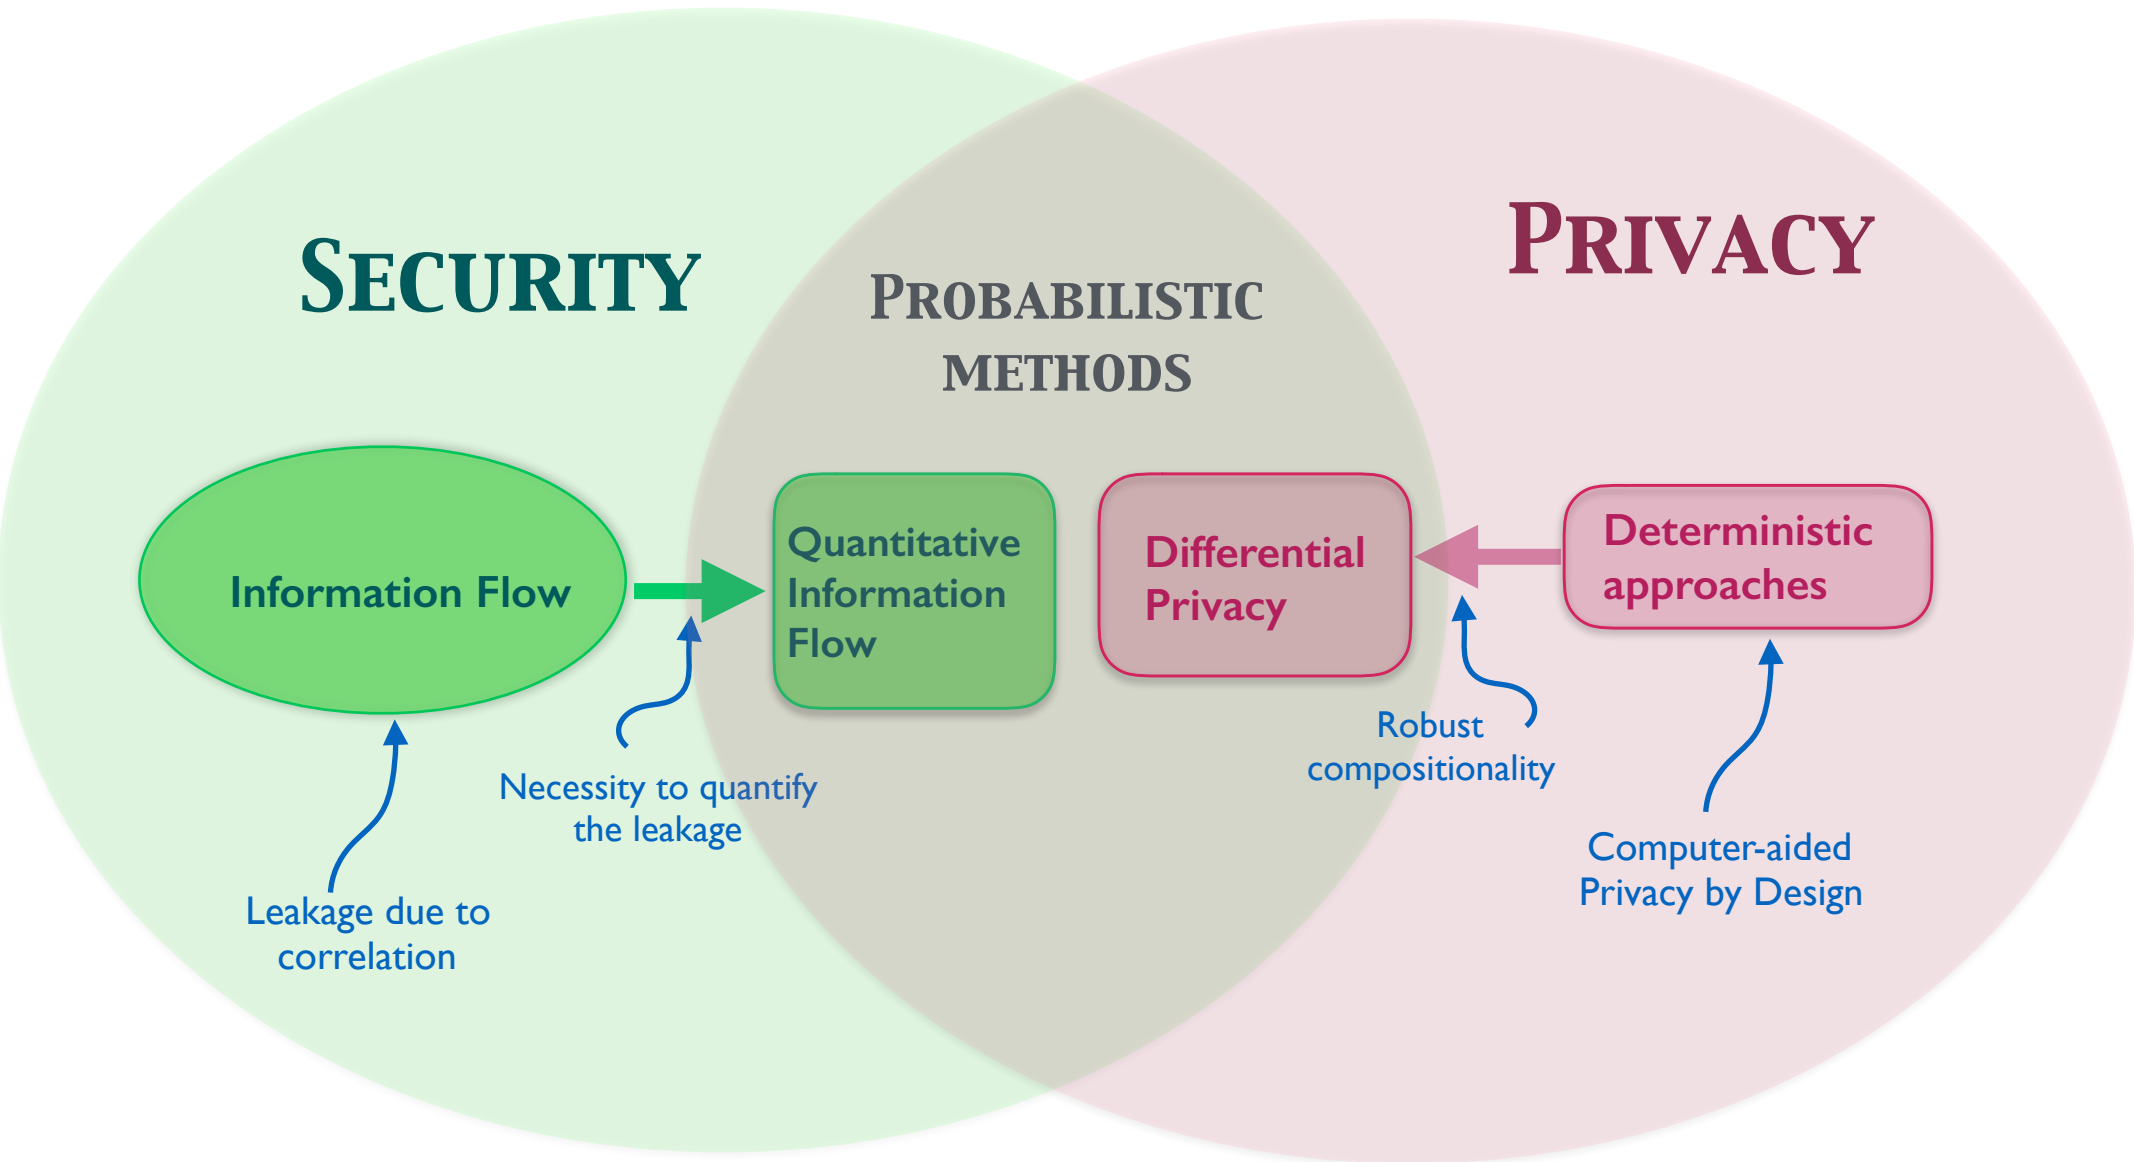 SECURITY
PRIVACY
PROBABILISTIC
METHODS
Information Flow
Quantitative
Information
Flow
Differential
Privacy
Deterministic
approaches
Necessity to quantify
the leakage
Robust
compositionality
Leakage due to
correlation
Computer-aided
Privacy by Design